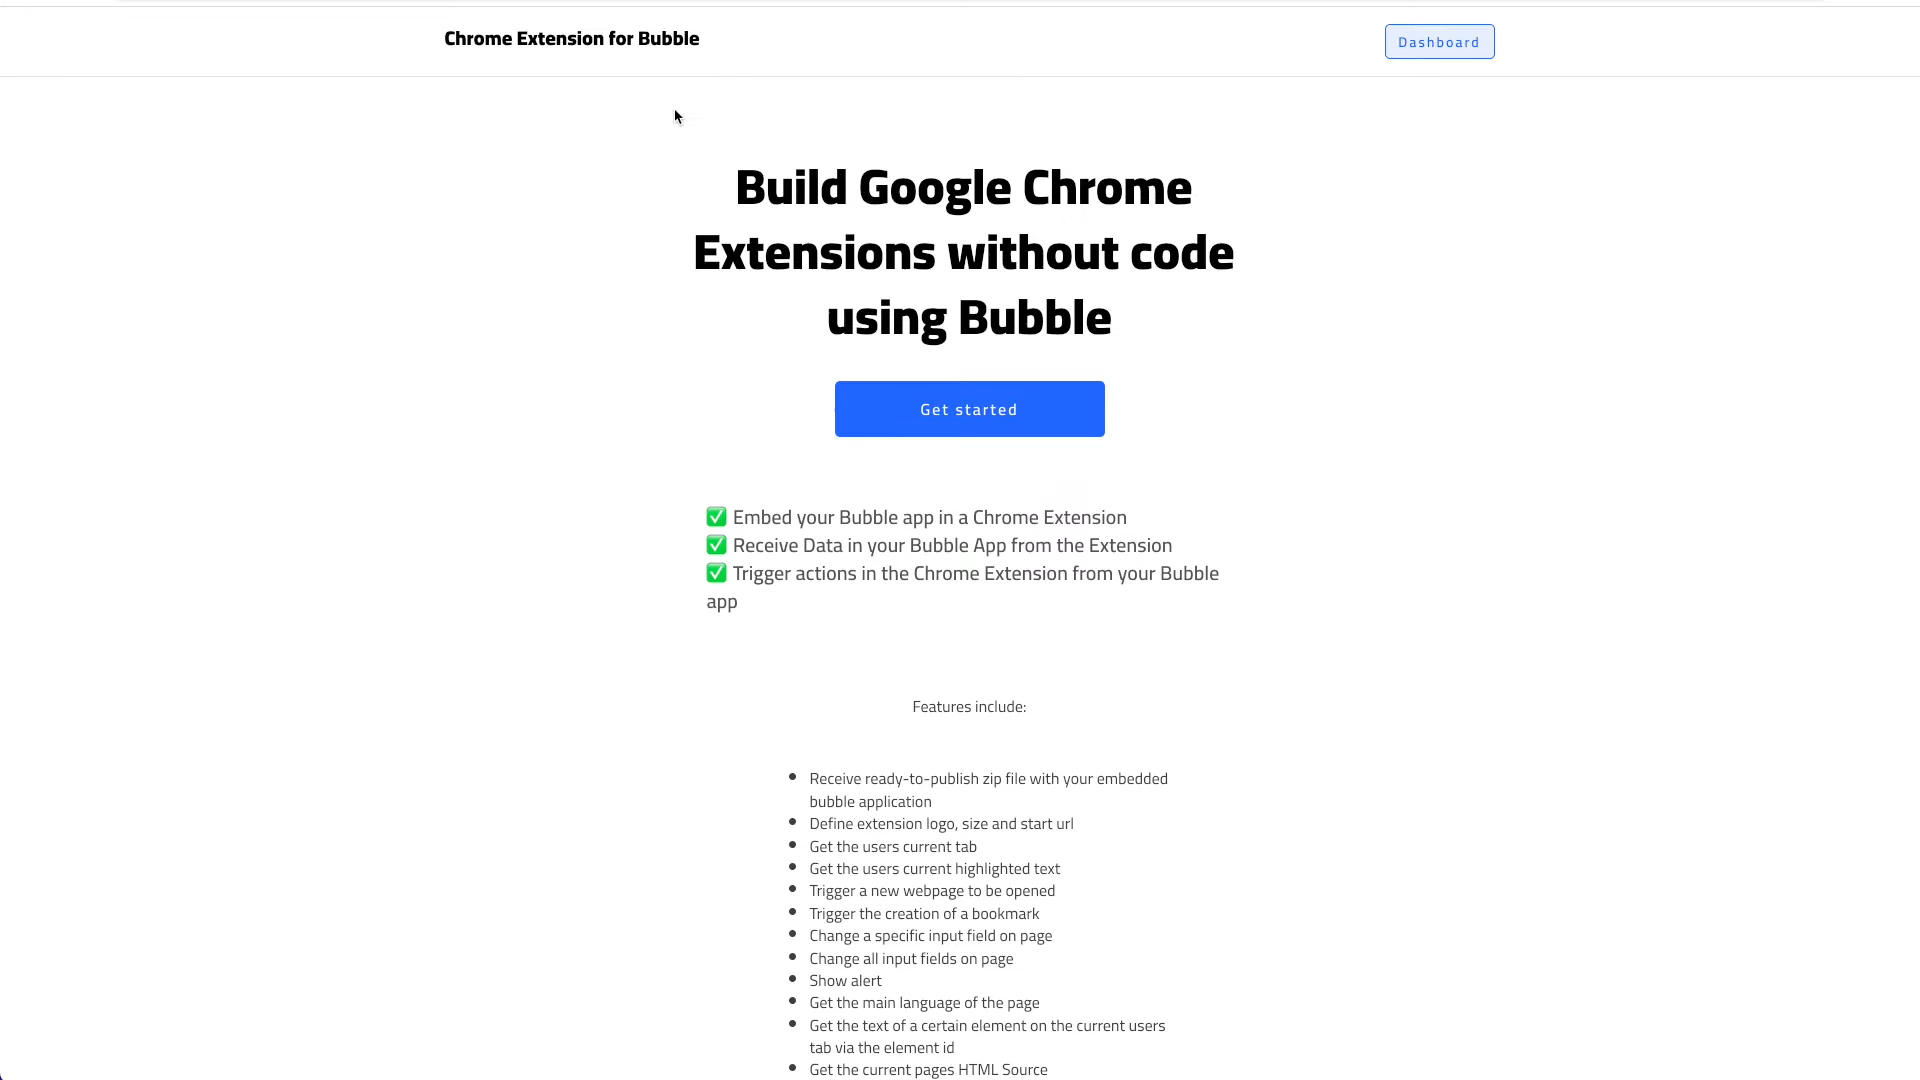 Chrome Extension for Bubble
Dashboard
Build Google Chrome
Extensions without code
using Bubble
Get started
✅ Embed your Bubble app in a Chrome Extension
✅ Receive Data in your Bubble App from the Extension
✅ Trigger actions in the Chrome Extension from your Bubble
app
Features include:
• Receive ready-to-publish zip file with your embedded
bubble application
• Define extension logo, size and start url
• Get the users current tab
• Get the users current highlighted text
• Trigger a new webpage to be opened
• Trigger the creation of a bookmark
• Change a specific input field on page
• Change all input fields on page
• Show alert
• Get the main language of the page
• Get the text of a certain element on the current users
tab via the element id
• Get the current pages HTML Source